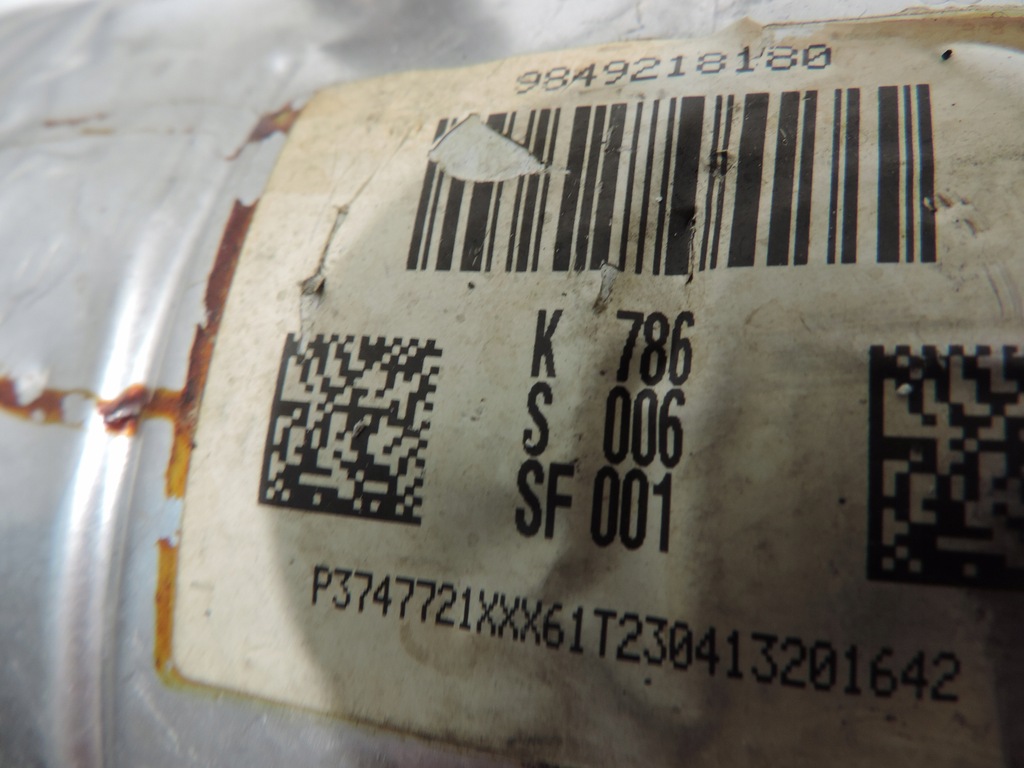 9849218180
K 786
S 006
SF 001
P3747721XXX61T230413201642